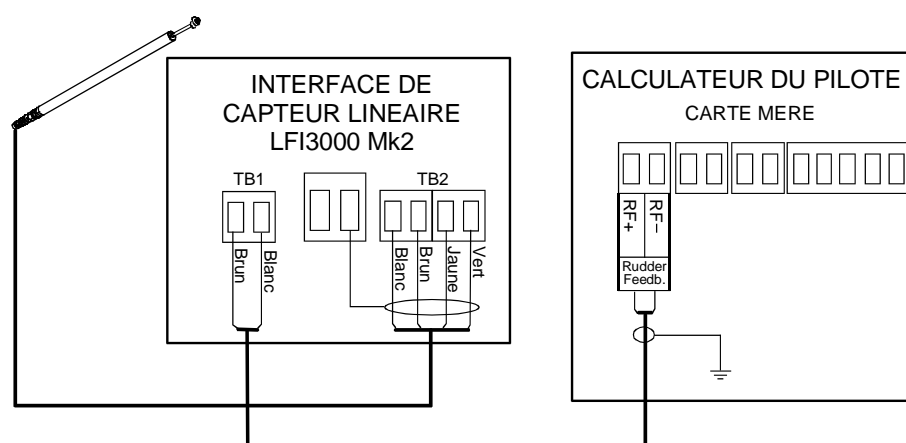 INTERFACE DE
CAPTEUR LINEAIRE
LFI3000 Mk2
TB1
TB2
Brun
Blanc
Blanc
Brun
Jaune
Vert
CALCULATEUR DU PILOTE
CARTE MERE
RF+
RF-
Rudder
Feedb.